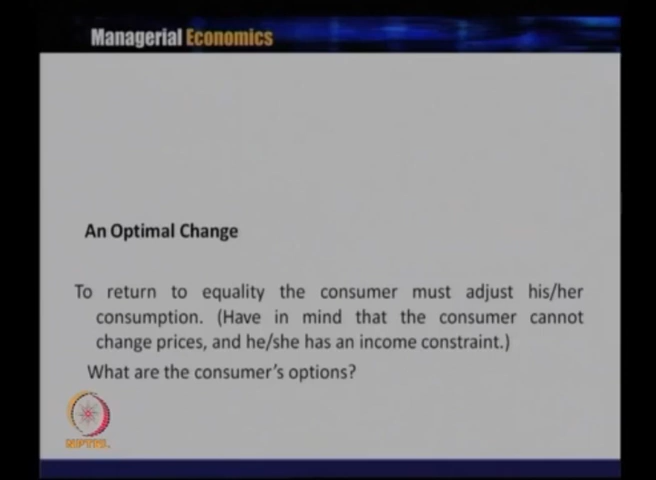 Managerial Economics
An Optimal Change
To return to equality the consumer must adjust his/her
consumption. (Have in mind that the consumer cannot
change prices, and he/she has an income constraint.)
What are the consumer's options?
NPTEL